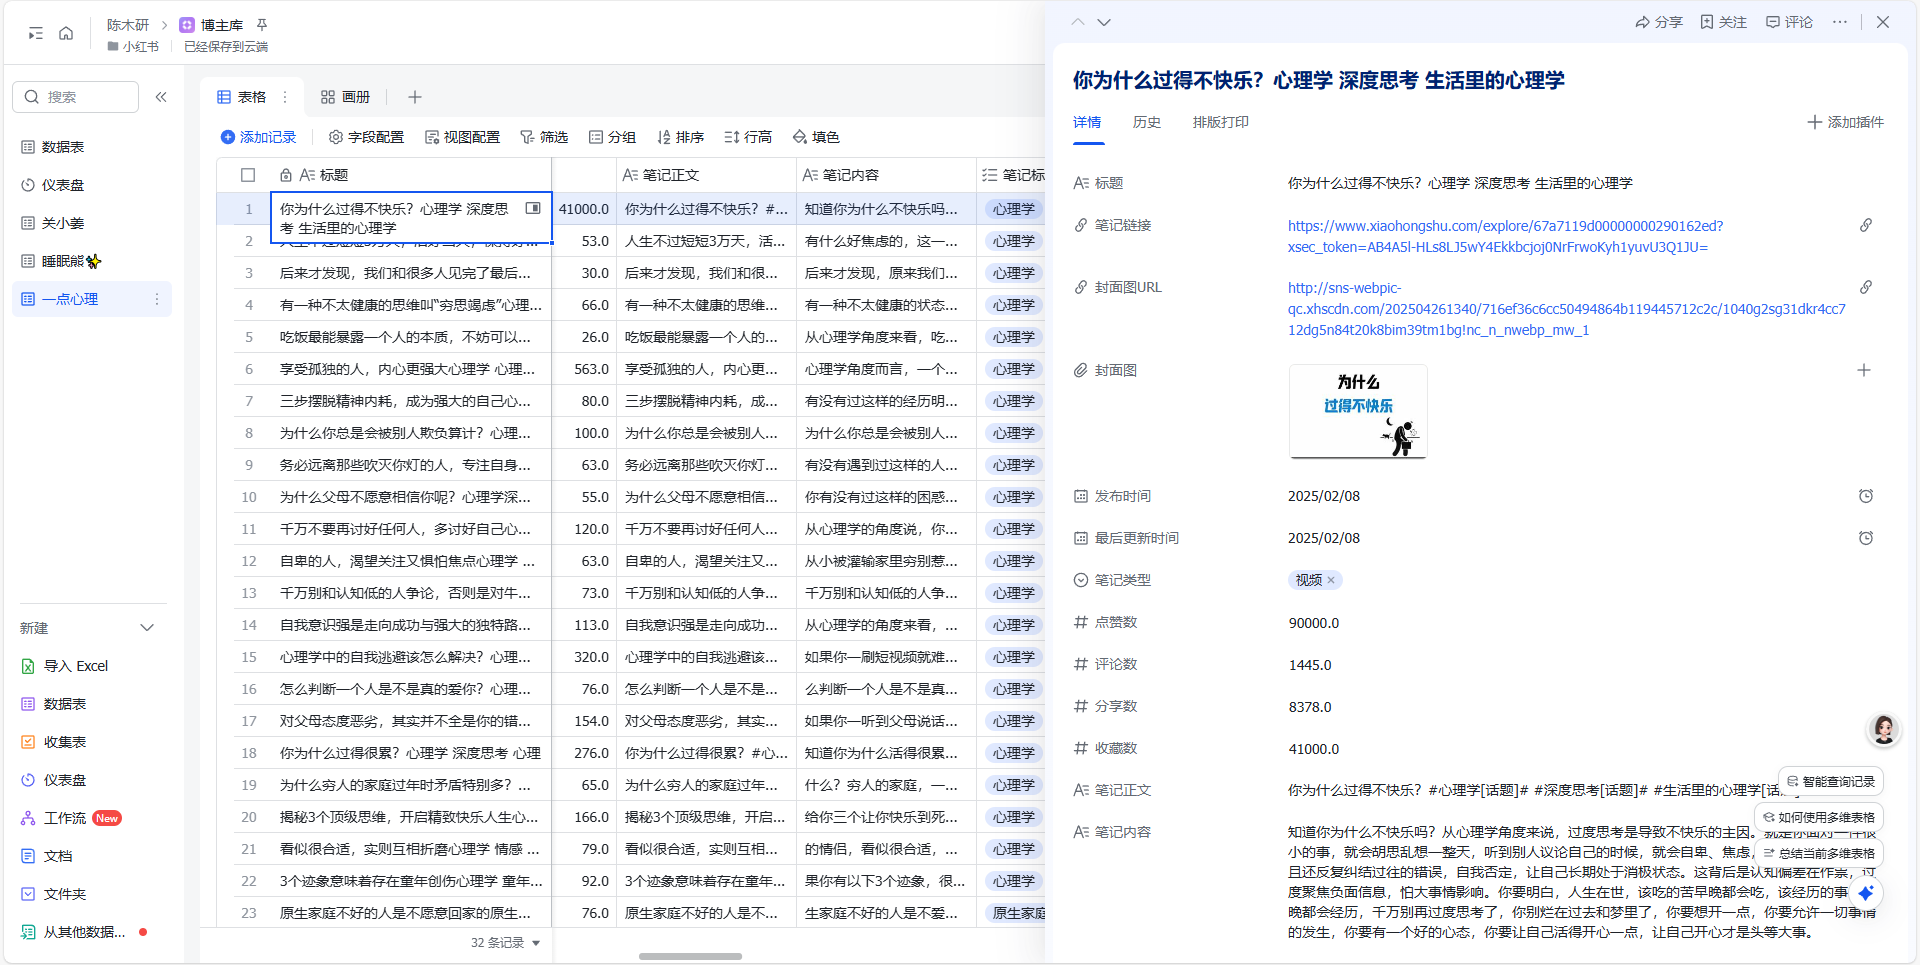 陈木研
博主库
小红书
已经保存到云端
搜索
数据表
仪表盘
关小姜
睡眠熊✨
一点心理
新建
导入 Excel
数据表
收集表
仪表盘
工作流 New
文档
文件夹
从其他数据...
表格
画册
添加记录
字段配置
视图配置
筛选
分组
排序
行高
填色
标题
笔记正文
笔记内容
笔记标
1 你为什么过得不快乐？心理学 深度思考 生活里的心理学 41000.0 你为什么过得不快乐？#... 知道你为什么不快乐吗... 心理学
2 53.0 人生不过短短3万天，活... 有什么好焦虑的，这一... 心理学
3 后来才发现，我们和很多人见完了最后... 30.0 后来才发现，我们和很... 后来才发现，原来我们... 心理学
4 有一种不太健康的思维叫“穷思竭虑”心理... 66.0 有一种不太健康的思维... 有一种不太健康的状态... 心理学
5 吃饭最能暴露一个人的本质，不妨可以... 26.0 吃饭最能暴露一个人的... 从心理学角度来看，吃... 心理学
6 享受孤独的人，内心更强大心理学 心理... 563.0 享受孤独的人，内心更... 心理学角度而言，一个... 心理学
7 三步摆脱精神内耗，成为强大的自己心... 80.0 三步摆脱精神内耗，成... 有没有过这样的经历明... 心理学
8 为什么你总是会被别人欺负算计？心理... 100.0 为什么你总是会被别人... 为什么你总是会被别人... 心理学
9 务必远离那些吹灭你灯的人，专注自身... 63.0 务必远离那些吹灭你灯... 有没有遇到过这样的人... 心理学
10 为什么父母不愿意相信你呢？心理学深... 55.0 为什么父母不愿意相信... 你有没有过这样的困惑... 心理学
11 千万不要再讨好任何人，多讨好自己心... 120.0 千万不要再讨好任何人... 从心理学的角度说，你... 心理学
12 自卑的人，渴望关注又惧怕焦点心理学 ... 63.0 自卑的人，渴望关注又... 从小被灌输家里穷别惹... 心理学
13 千万别和认知低的人争论，否则是对牛... 73.0 千万别和认知低的人争... 千万别和认知低的人争... 心理学
14 自我意识强是走向成功与强大的独特路... 113.0 自我意识强是走向成功... 从心理学的角度来看，... 心理学
15 心理学中的自我逃避该怎么解决？心理... 320.0 心理学中的自我逃避该... 如果你一刷短视频就难... 心理学
16 怎么判断一个人是不是真的爱你？心理... 76.0 怎么判断一个人是不是... 么判断一个人是不是真... 心理学
17 对父母态度恶劣，其实并不全是你的错... 154.0 对父母态度恶劣，其实... 如果你一听到父母说话... 心理学
18 你为什么过得很累？心理学 深度思考 心理 276.0 你为什么过得很累？#心... 知道你为什么活得很累... 心理学
19 为什么穷人的家庭过年时矛盾特别多？... 65.0 为什么穷人的家庭过年... 什么？穷人的家庭，一... 心理学
20 揭秘3个顶级思维，开启精致快乐人生心... 166.0 揭秘3个顶级思维，开启... 给你三个让你快乐到死... 心理学
21 看似很合适，实则互相折磨心理学 情感 ... 79.0 看似很合适，实则互相... 的情侣，看似很合适，... 心理学
22 3个迹象意味着存在童年创伤心理学 童年... 92.0 3个迹象意味着存在童年... 果你有以下3个迹象，很... 心理学
23 原生家庭不好的人是不愿意回家的原生... 76.0 原生家庭不好的人是不... 生家庭不好的人是不爱... 原生家庭
32 条记录
分享
关注
评论
你为什么过得不快乐？心理学 深度思考 生活里的心理学
详情
历史
排版打印
添加插件
标题 你为什么过得不快乐？心理学 深度思考 生活里的心理学
笔记链接 https://www.xiaohongshu.com/explore/67a7119d00000000290162ed?
xsec_token=AB4A5l-HLs8LJ5wY4Ekkbcjoj0NrFrwoKyh1yuvU3Q1JU=
封面图URL http://sns-webpic-
qc.xhscdn.com/202504261340/716ef36c6cc50494864b119445712c2c/1040g2sg31dkr4cc7
12dg5n84t20k8bim39tm1bg!nc_n_nwebp_mw_1
封面图
为什么
过得不快乐
发布时间 2025/02/08
最后更新时间 2025/02/08
笔记类型 视频
点赞数 90000.0
评论数 1445.0
分享数 8378.0
收藏数 41000.0
笔记正文 你为什么过得不快乐？#心理学[话题]# #深度思考[话题]# #生活里的心理学[话
笔记内容 知道你为什么不快乐吗？从心理学角度来说，过度思考是导致不快乐的主因。就是你面对一件很
小的事，就会胡思乱想一整天，听到别人议论自己的时候，就会自卑、焦虑，
且还反复纠结过往的错误，自我否定，让自己长期处于消极状态。这背后是认知偏差在作祟，过
度聚焦负面信息，怕大事情影响。你要明白，人生在世，该吃的苦早晚都会吃，该经历的事
晚都会经历，千万别再过度思考了，你别烂在过去和梦里了，你要想开一点，你要允许一切事情
的发生，你要有一个好的心态，你要让自己活得开心一点，让自己开心才是头等大事。
智能查询记录
如何使用多维表格
总结当前多维表格